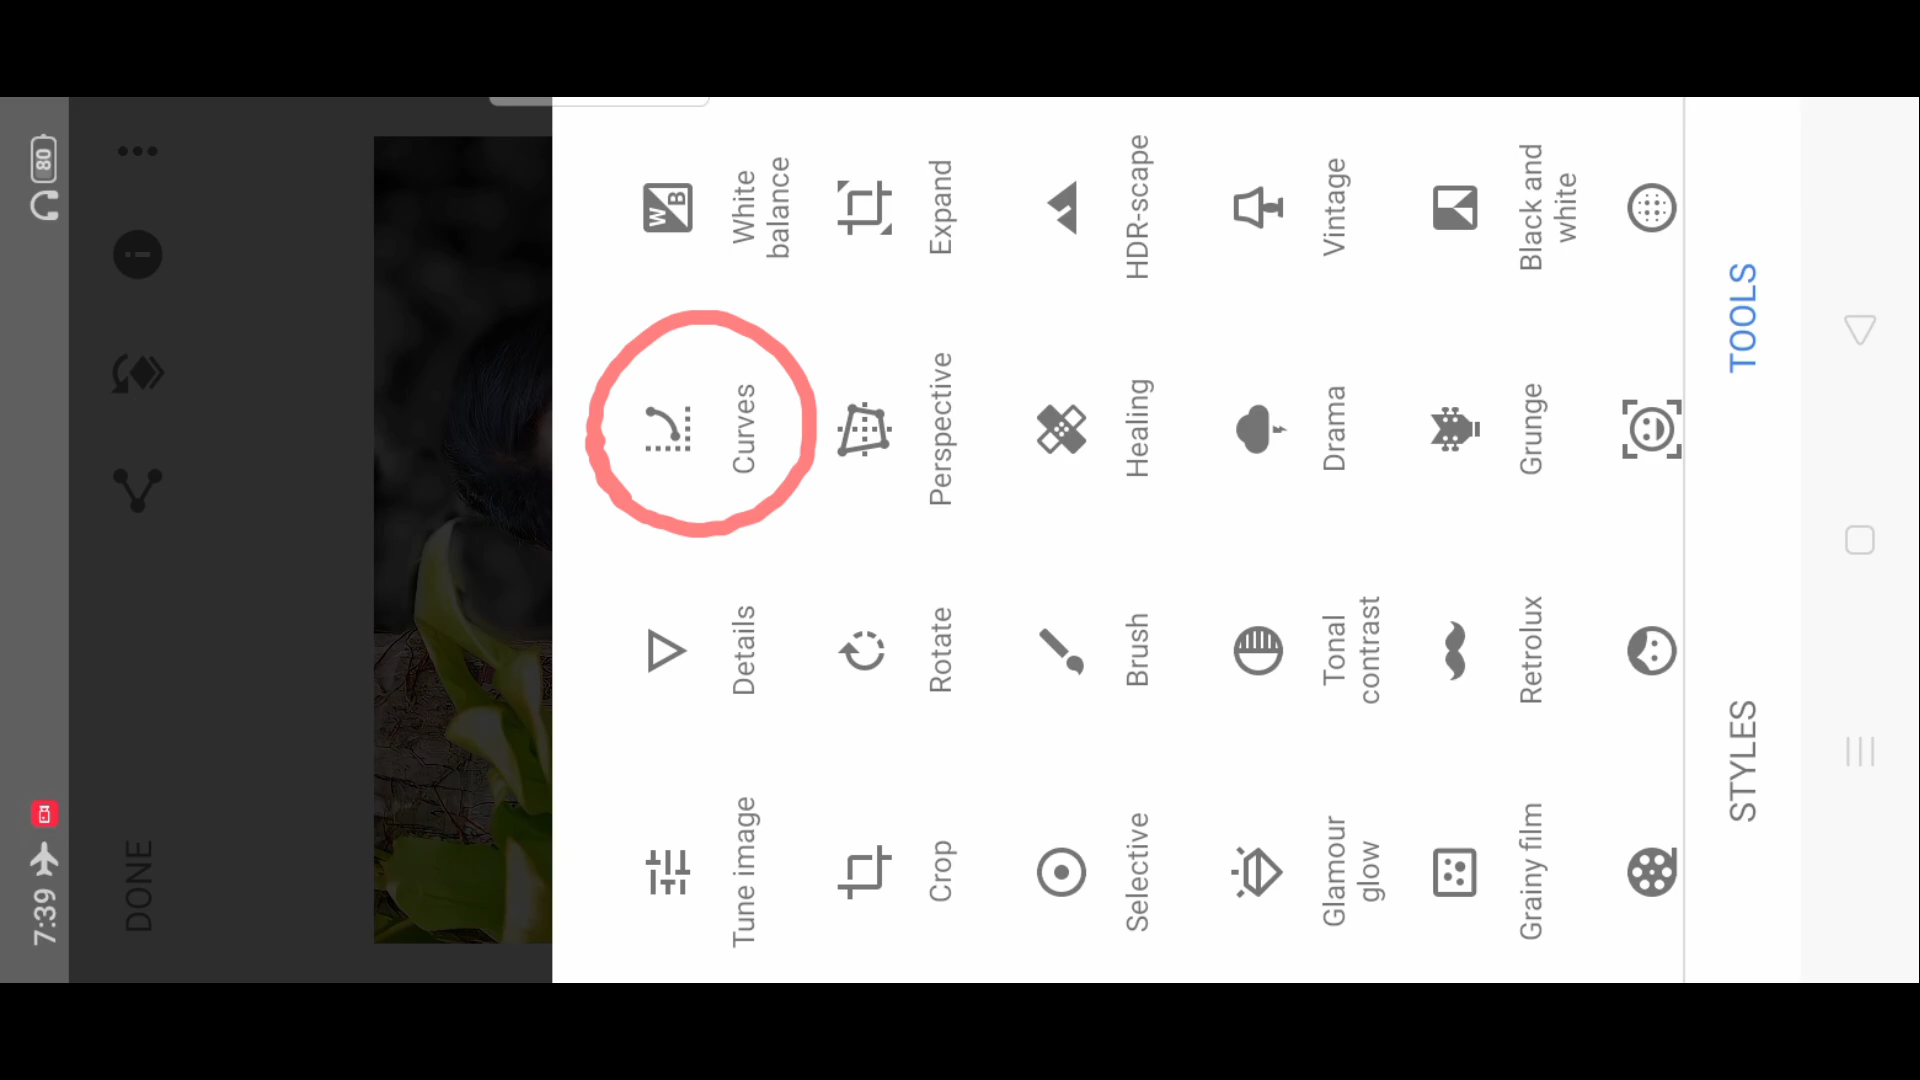 7:39
80
DONE
Tune image
Details
Curves
White
balance
Crop
Rotate
Perspective
Expand
Selective
Brush
Healing
HDR-scape
Glamour
glow
Tonal
contrast
Drama
Vintage
Grainy film
Retrolux
Grunge
Black and
white
STYLES
TOOLS